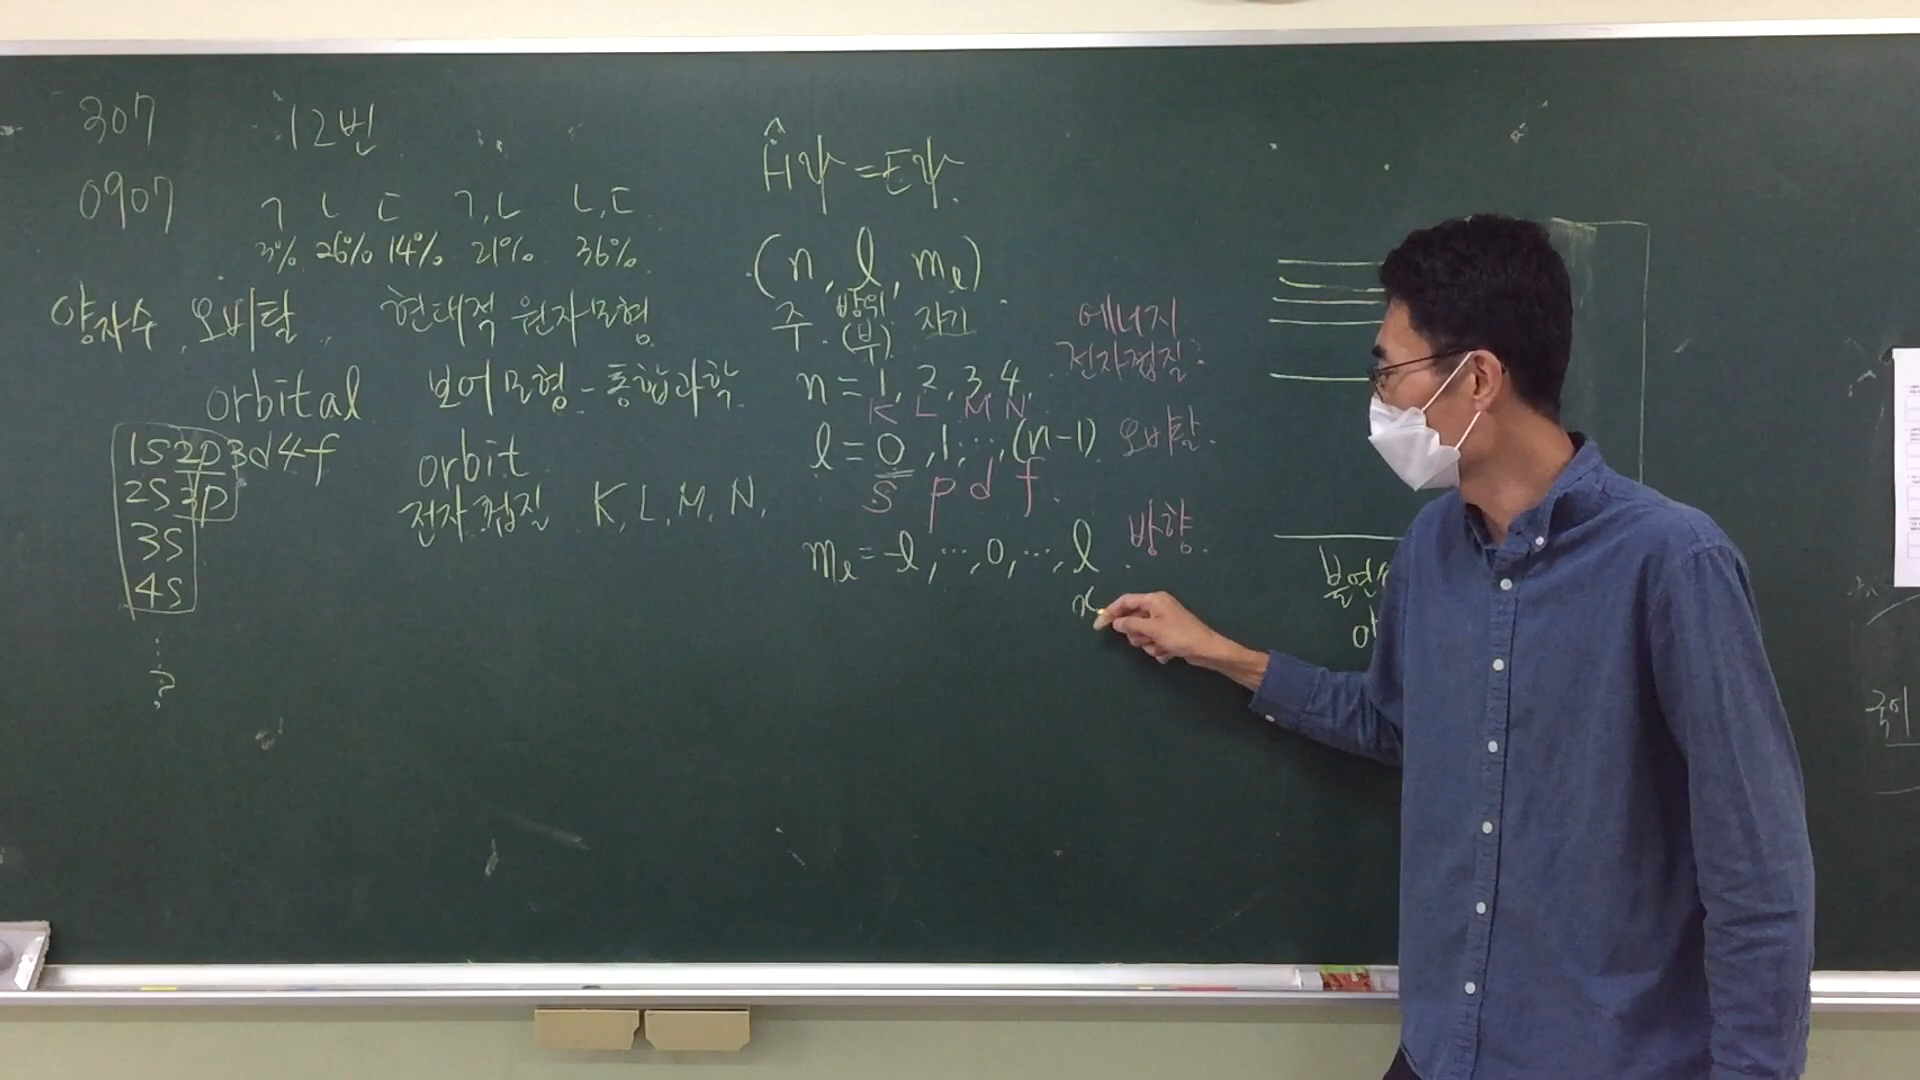 307 12번
0907 ㄱ ㄴ ㄷ ㄱ,ㄴ ㄴ,ㄷ
3% 26% 14% 21% 36%
양자수, 오비탈, 현대적 원자모형
orbital 보어모형 - 통합과학
1s 2p 3d 4f
2s 3p
3s
4s
⋮
?
orbit
전자껍질 K, L, M, N,
Ĥψ = Eψ.
(n, l, mₗ)
주 방위 자기
(부)
n = 1, 2, 3, 4, 에너지
K L M N 전자껍질.
l = 0, 1, ⋯, (n-1) 오비탈.
s p d f.
mₗ = -l, ⋯, 0, ⋯, l 방향.
x
불연